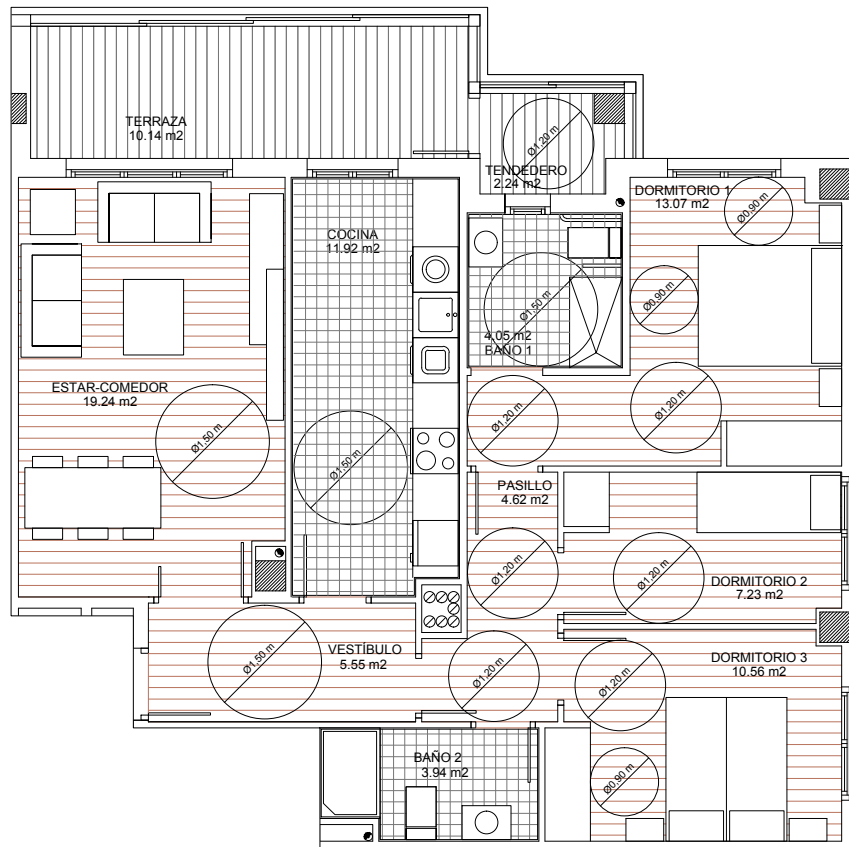 TERRAZA
10.14 m2
Ø1,20 m
TENDEDERO
2.24 m2
DORMITORIO 1
13.07 m2
Ø0,90 m
COCINA
11.92 m2
Ø1,50 m
Ø0,90 m
4.05 m2
BAÑO 1
ESTAR-COMEDOR
19.24 m2
Ø1,50 m
Ø1,50 m
Ø1,20 m
Ø1,20 m
PASILLO
4.62 m2
Ø1,20 m
Ø1,20 m
DORMITORIO 2
7.23 m2
Ø1,50 m
VESTÍBULO
5.55 m2
Ø1,20 m
Ø1,20 m
DORMITORIO 3
10.56 m2
BAÑO 2
3.94 m2
Ø0,90 m